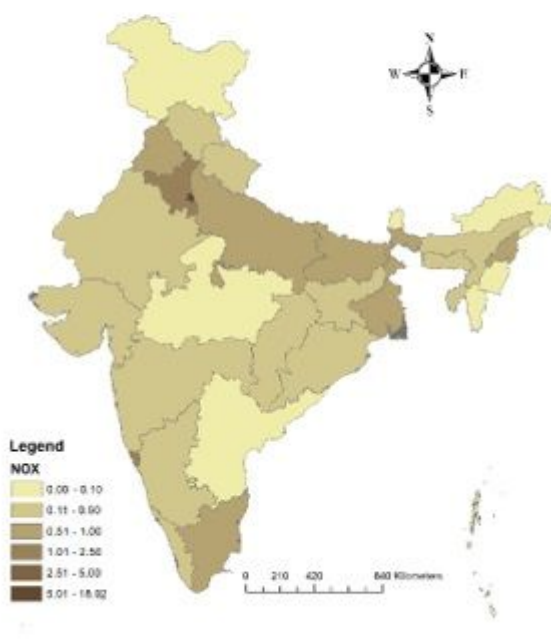 N
W E
S
Legend
NOX
0.00 - 0.10
0.11 - 0.50
0.51 - 1.00
1.01 - 2.50
2.51 - 5.00
5.01 - 18.92
0 210 420 840 Kilometers